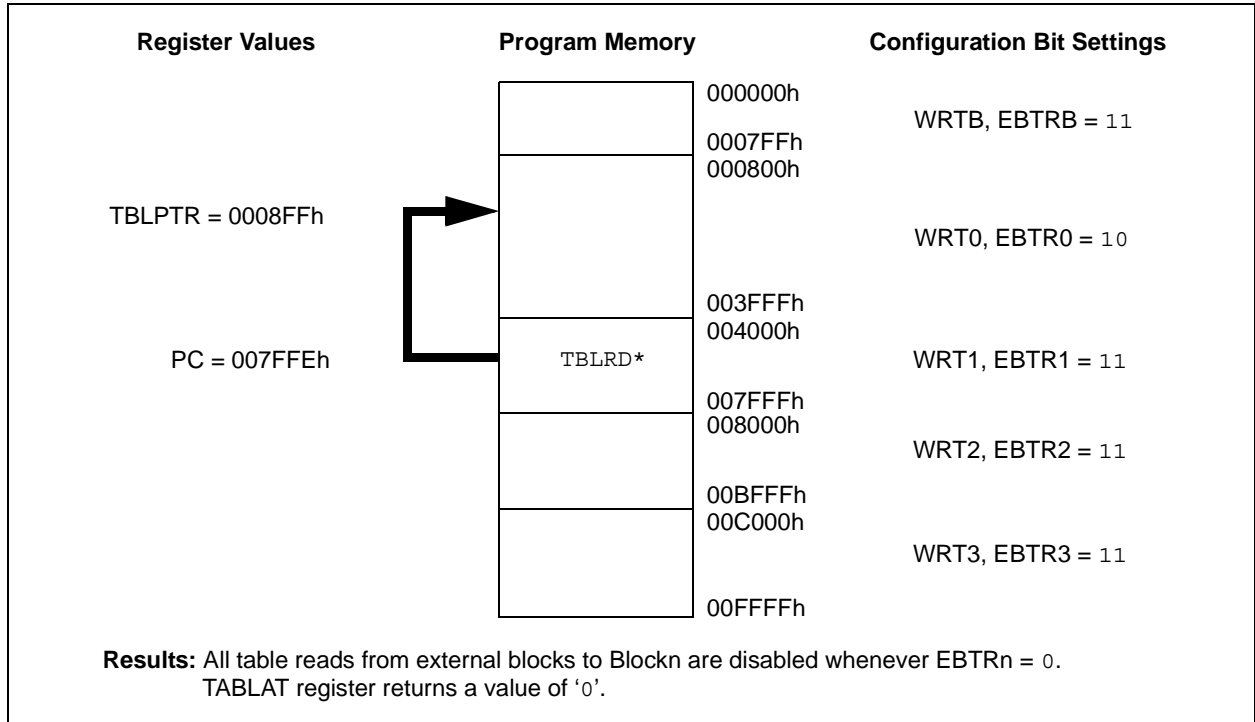 Register Values Program Memory Configuration Bit Settings
000000h
WRTB, EBTRB = 11
0007FFh
000800h
TBLPTR = 0008FFh
WRT0, EBTR0 = 10
003FFFh
004000h
PC = 007FFEh TBLRD* WRT1, EBTR1 = 11
007FFFh
008000h
WRT2, EBTR2 = 11
00BFFFh
00C000h
WRT3, EBTR3 = 11
00FFFFh
Results: All table reads from external blocks to Blockn are disabled whenever EBTRn = 0.
TABLAT register returns a value of ‘0’.